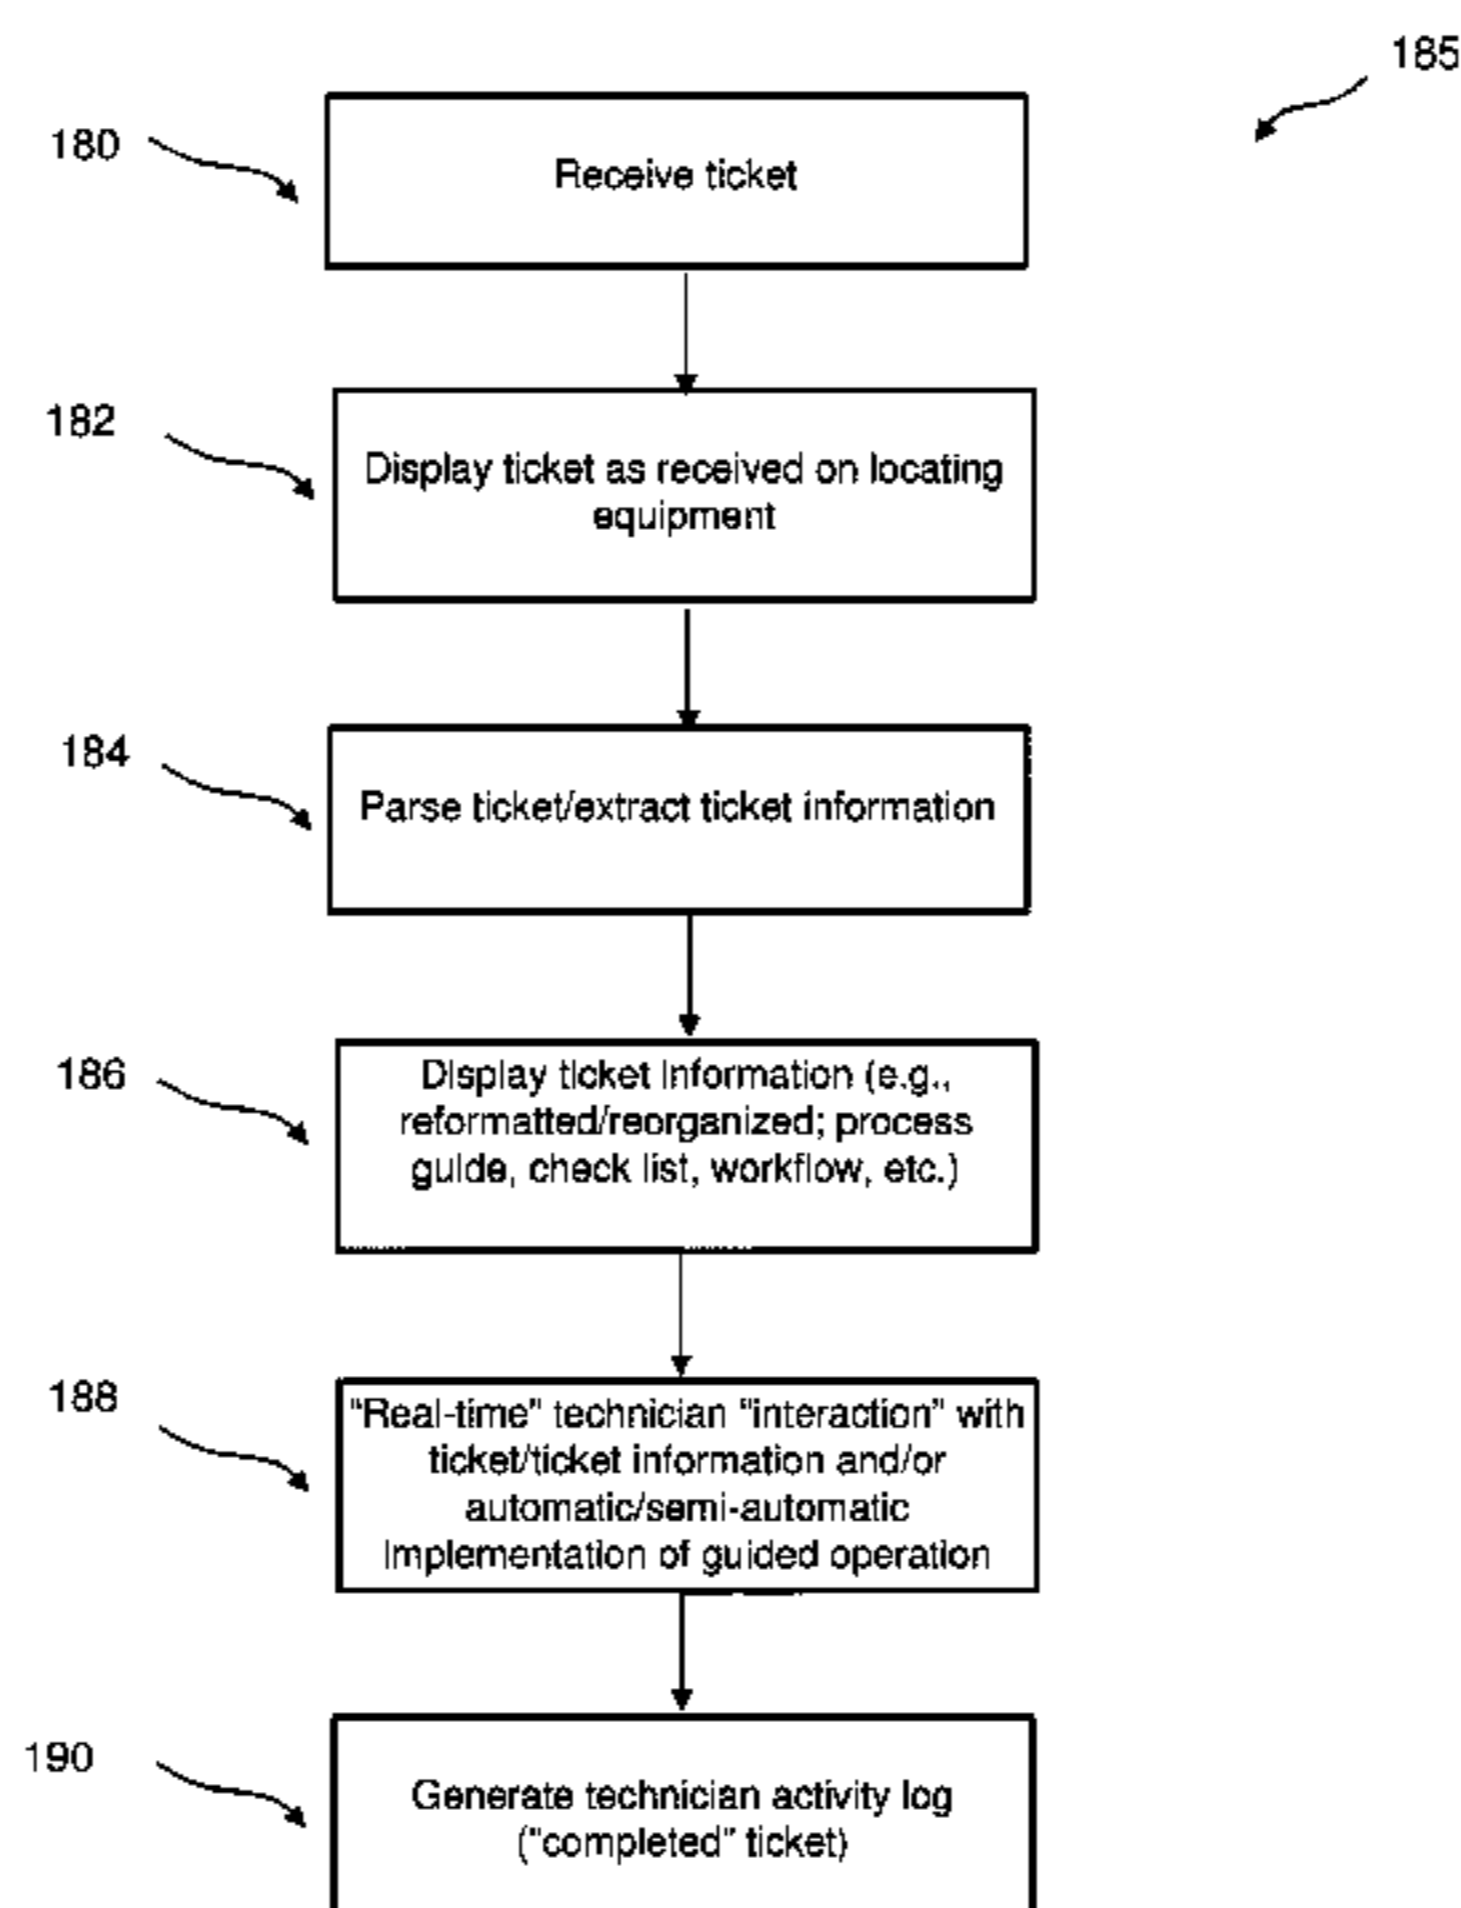 185
180
Receive ticket
182
Display ticket as received on locating
equipment
184
Parse ticket/extract ticket information
186
Display ticket information (e.g.,
reformatted/reorganized; process
guide, check list, workflow, etc.)
188
"Real-time" technician "interaction" with
ticket/ticket information and/or
automatic/semi-automatic
implementation of guided operation
190
Generate technician activity log
("completed" ticket)